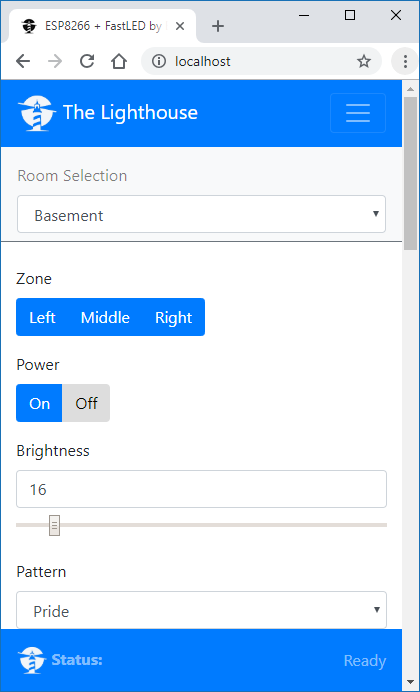 ESP8266 + FastLED by
localhost
The Lighthouse
Room Selection
Basement
Zone
Left Middle Right
Power
On Off
Brightness
16
Pattern
Pride
Status: Ready